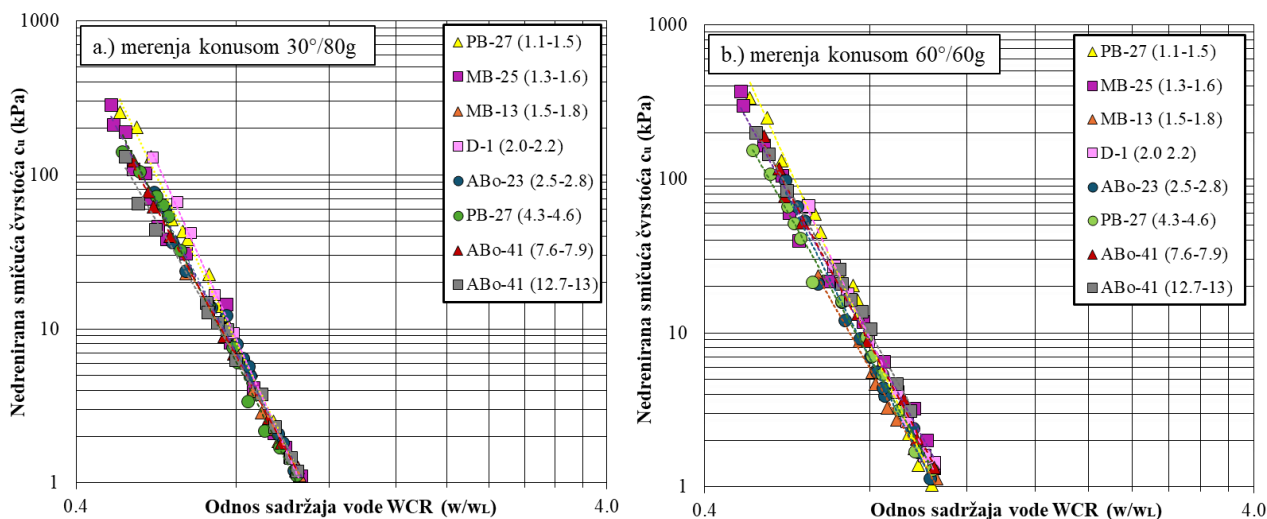 a.) merenja konusom 30°/80g
Nedrenirana smičuća čvrstoća cu (kPa)
1000
100
10
1
PB-27 (1.1-1.5)
MB-25 (1.3-1.6)
MB-13 (1.5-1.8)
D-1 (2.0-2.2)
ABo-23 (2.5-2.8)
PB-27 (4.3-4.6)
ABo-41 (7.6-7.9)
ABo-41 (12.7-13)
0.4
Odnos sadržaja vode WCR (w/wL)
4.0
b.) merenja konusom 60°/60g
Nedrenirana smičuća čvrstoća cu (kPa)
1000
100
10
1
PB-27 (1.1-1.5)
MB-25 (1.3-1.6)
MB-13 (1.5-1.8)
D-1 (2.0 2.2)
ABo-23 (2.5-2.8)
PB-27 (4.3-4.6)
ABo-41 (7.6-7.9)
ABo-41 (12.7-13)
0.4
Odnos sadržaja vode WCR (w/wL)
4.0